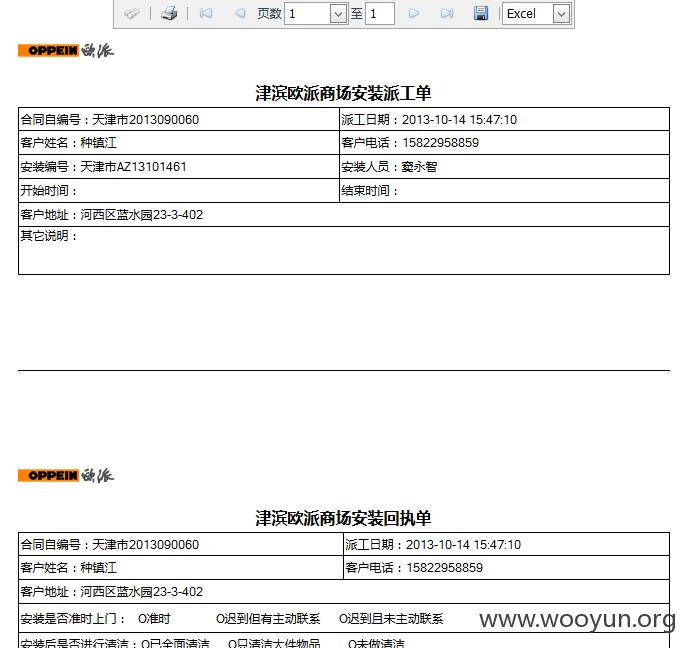 页数 1 至 1 Excel
OPPEIN 欧派
津滨欧派商场安装派工单
合同自编号：天津市2013090060 派工日期：2013-10-14 15:47:10
客户姓名：种镇江 客户电话：15822958859
安装编号：天津市AZ13101461 安装人员：窒永智
开始时间： 结束时间：
客户地址：河西区蓝水园23-3-402
其它说明：
OPPEIN 欧派
津滨欧派商场安装回执单
合同自编号：天津市2013090060 派工日期：2013-10-14 15:47:10
客户姓名：种镇江 客户电话：15822958859
客户地址：河西区蓝水园23-3-402
安装是否准时上门： O准时 O迟到但有主动联系 O迟到且未主动联系
www.wooyun.org
安装后是否进行清洁：O已全面清洁 O只清洁大件物品 O未做清洁